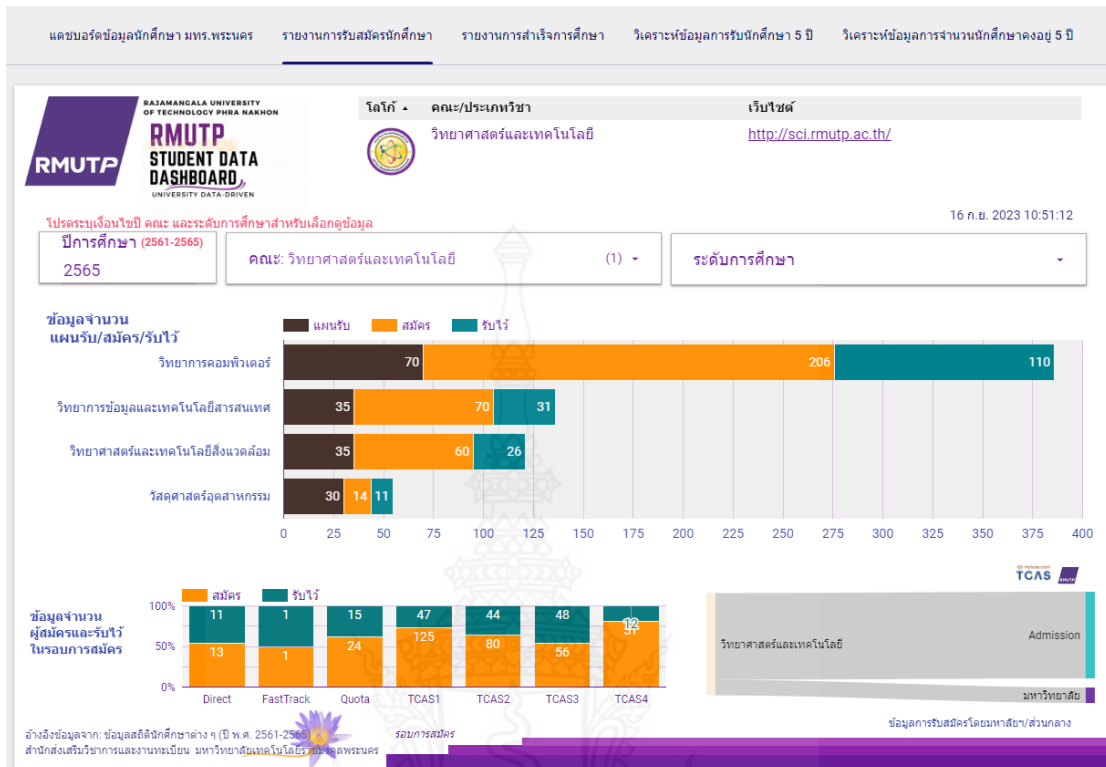 แดชบอร์ดข้อมูลนักศึกษา มทร.พระนคร รายงานการรับสมัครนักศึกษา รายงานการสำเร็จการศึกษา วิเคราะห์ข้อมูลการรับนักศึกษา 5 ปี วิเคราะห์ข้อมูลการจำนวนนักศึกษาคงอยู่ 5 ปี
RMUTP
RAJAMANGALA UNIVERSITY
OF TECHNOLOGY PHRA NAKHON
RMUTP
STUDENT DATA
DASHBOARD
UNIVERSITY DATA-DRIVEN
โลโก้ คณะ/ประเภทวิชา เว็บไซต์
วิทยาศาสตร์และเทคโนโลยี http://sci.rmutp.ac.th/
16 ก.ย. 2023 10:51:12
โปรดระบุเงื่อนไขปี คณะ และระดับการศึกษาสำหรับเลือกดูข้อมูล
ปีการศึกษา (2561-2565)
2565
คณะ: วิทยาศาสตร์และเทคโนโลยี (1)
ระดับการศึกษา
ข้อมูลจำนวน
แผนรับ/สมัคร/รับไว้
แผนรับ สมัคร รับไว้
วิทยาการคอมพิวเตอร์ 70 206 110
วิทยาการข้อมูลและเทคโนโลยีสารสนเทศ 35 70 31
วิทยาศาสตร์และเทคโนโลยีสิ่งแวดล้อม 35 60 26
วัสดุศาสตร์อุตสาหกรรม 30 14 11
0 25 50 75 100 125 150 175 200 225 250 275 300 325 350 375 400
ข้อมูลจำนวน
ผู้สมัครและรับไว้
ในรอบการสมัคร
สมัคร รับไว้
100% 11 1 15 47 44 48 12
50% 13 1 24 125 80 56
0%
Direct FastTrack Quota TCAS1 TCAS2 TCAS3 TCAS4
รอบการสมัคร
TCAS RMUTP
วิทยาศาสตร์และเทคโนโลยี
Admission
มหาวิทยาลัย
ข้อมูลการรับสมัครโดยมหาลัยฯ/ส่วนกลาง
อ้างอิงข้อมูลจาก: ข้อมูลสถิตินักศึกษาต่าง ๆ (ปี พ.ศ. 2561-2565)
สำนักส่งเสริมวิชาการและงานทะเบียน มหาวิทยาลัยเทคโนโลยีราชมงคลพระนคร